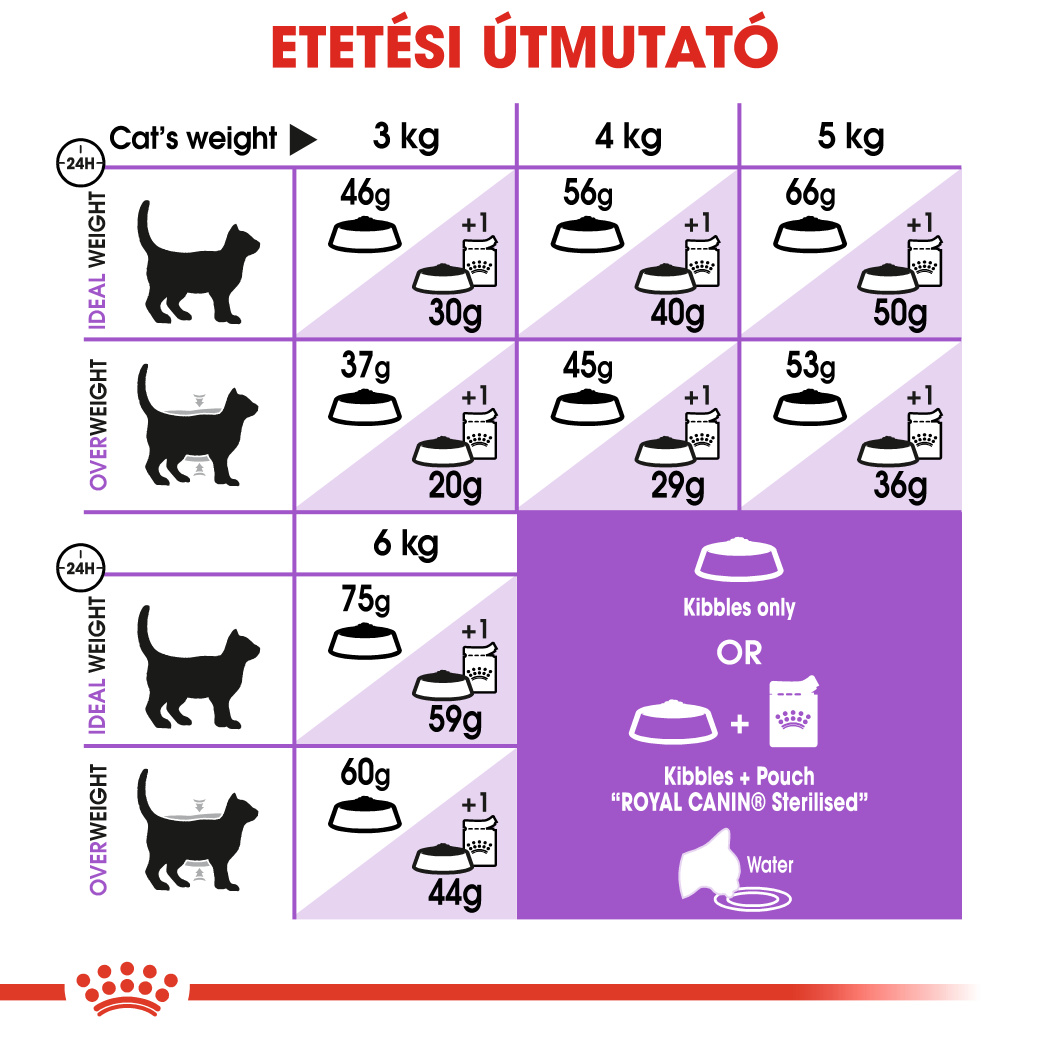 ETETÉSI ÚTMUTATÓ
Cat's weight 3 kg 4 kg 5 kg
24H
IDEAL WEIGHT
46g 56g 66g
+1 +1 +1
30g 40g 50g
OVERWEIGHT
37g 45g 53g
+1 +1 +1
20g 29g 36g
6 kg
24H
IDEAL WEIGHT
75g
+1
59g
OVERWEIGHT
60g
+1
44g
Kibbles only
OR
+
Kibbles + Pouch
“ROYAL CANIN® Sterilised”
Water